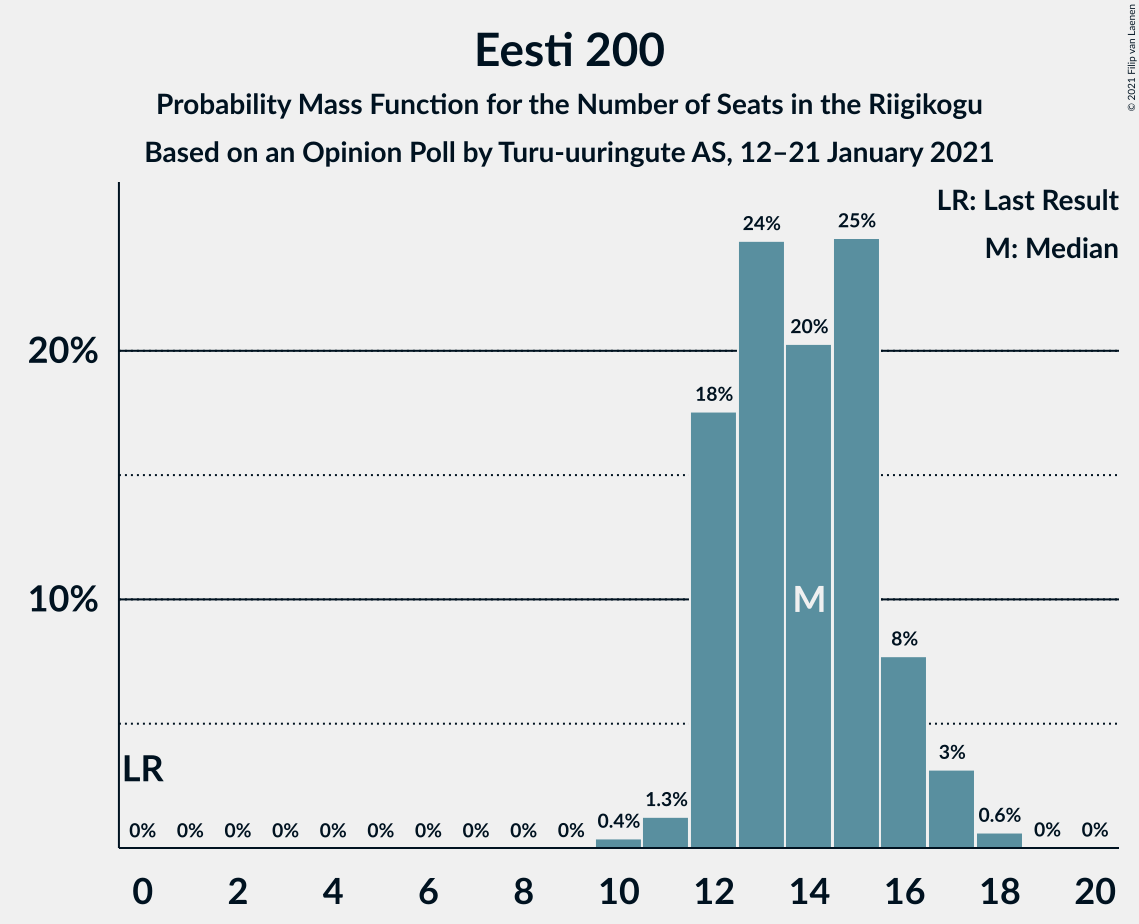 Eesti 200
Probability Mass Function for the Number of Seats in the Riigikogu
Based on an Opinion Poll by Turu-uuringute AS, 12–21 January 2021
© 2021 Filip van Laenen
LR: Last Result
M: Median
25%
24%
20%
20%
18%
10%
M
8%
3%
LR
1.3%
0.4%
0.6%
0% 0% 0% 0% 0% 0% 0% 0% 0% 0% 0% 0%
0 2 4 6 8 10 12 14 16 18 20